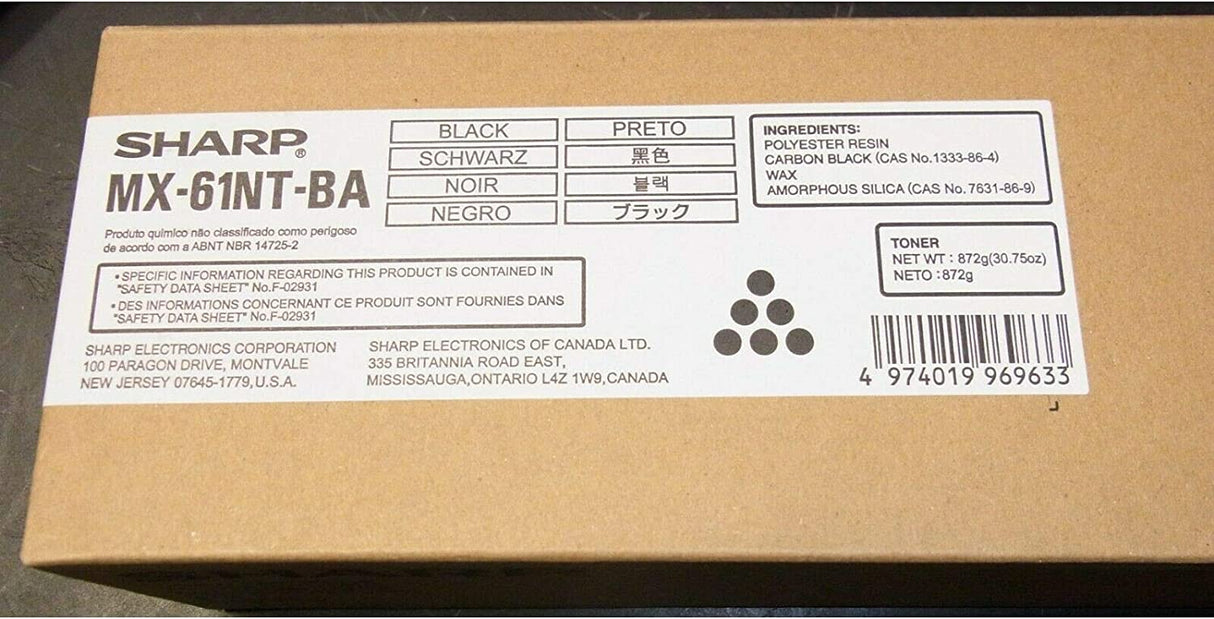 SHARP®
MX-61NT-BA
Produto quimico não classificado como perigoso
de acordo com a ABNT NBR 14725-2
BLACK
PRETO
SCHWARZ
黑色
NOIR
블랙
NEGRO
ブラック
INGREDIENTS:
POLYESTER RESIN
CARBON BLACK (CAS No.1333-86-4)
WAX
AMORPHOUS SILICA (CAS No. 7631-86-9)
TONER
NET WT : 872g(30.75oz)
NETO : 872g
• SPECIFIC INFORMATION REGARDING THIS PRODUCT IS CONTAINED IN
"SAFETY DATA SHEET" No.F-02931
• DES INFORMATIONS CONCERNANT CE PRODUIT SONT FOURNIES DANS
"SAFETY DATA SHEET" No.F-02931
SHARP ELECTRONICS CORPORATION
100 PARAGON DRIVE, MONTVALE
NEW JERSEY 07645-1779, U.S.A.
SHARP ELECTRONICS OF CANADA LTD.
335 BRITANNIA ROAD EAST,
MISSISSAUGA,ONTARIO L4Z 1W9,CANADA
4 974019 969633